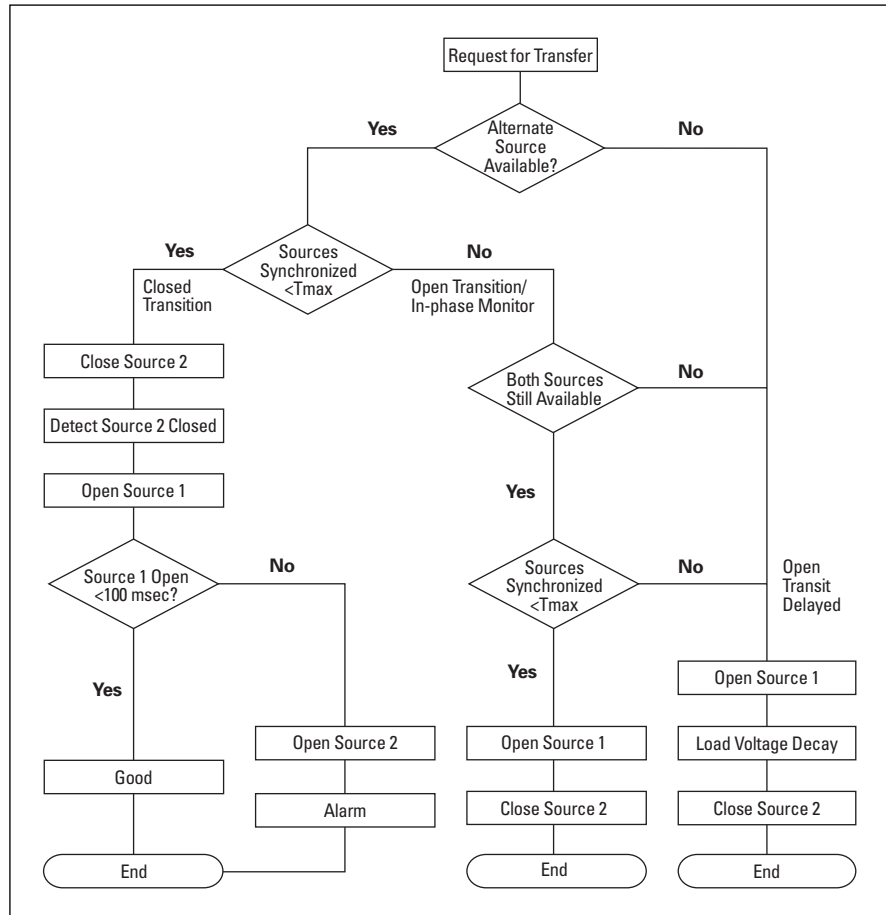 Request for Transfer
Yes
Alternate
Source
Available?
No
Yes
Sources
Synchronized
<Tmax
No
Closed
Transition
Open Transition/
In-phase Monitor
Close Source 2
Both Sources
Still Available
No
Detect Source 2 Closed
Open Source 1
Yes
Source 1 Open
<100 msec?
No
Sources
Synchronized
<Tmax
No
Open
Transit
Delayed
Yes
Yes
Open Source 1
Open Source 2
Open Source 1
Load Voltage Decay
Good
Alarm
Close Source 2
Close Source 2
End
End
End